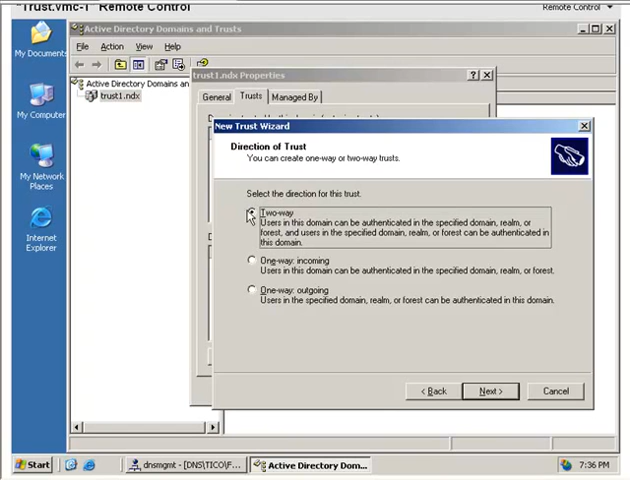 "Trust.vmc-1" Remote Control
Remote Control
My Documents
My Computer
My Network
Places
Internet
Explorer
Active Directory Domains and Trusts
File Action View Help
Active Directory Domains an
trust1.ndx
trust1.ndx Properties
General Trusts Managed By
New Trust Wizard
Direction of Trust
You can create one-way or two-way trusts.
Select the direction for this trust.
Two-way
Users in this domain can be authenticated in the specified domain, realm, or
forest, and users in the specified domain, realm, or forest can be authenticated in
this domain.
One-way: incoming
Users in this domain can be authenticated in the specified domain, realm, or forest.
One-way: outgoing
Users in the specified domain, realm, or forest can be authenticated in this domain.
< Back Next > Cancel
Start
dnsmgmt - [DNS\TICO\F...
Active Directory Dom...
7:36 PM